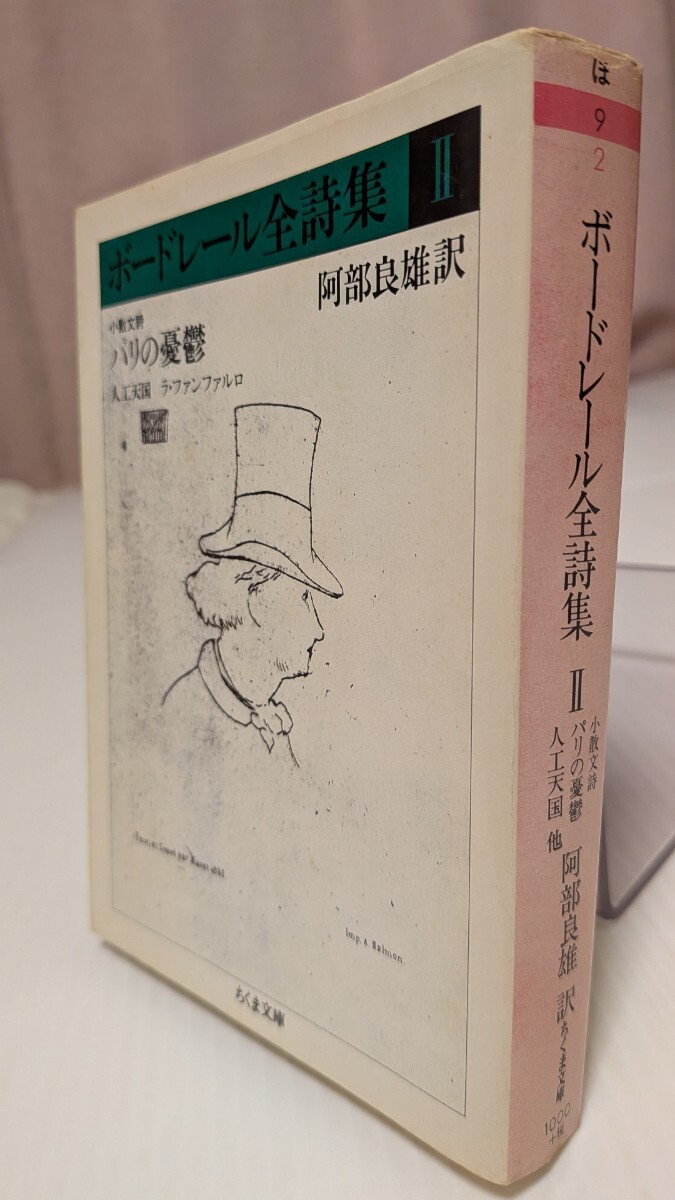 ボードレール全詩集 II
阿部良雄訳
小散文詩
パリの憂鬱
人工天国 ラ・ファンファルロ
Imp. A. Salmon.
ちくま文庫
ほ
9
2
ボードレール全詩集 II
小散文詩
パリの憂鬱
人工天国 他
阿部良雄 訳
ちくま文庫
1000
+税